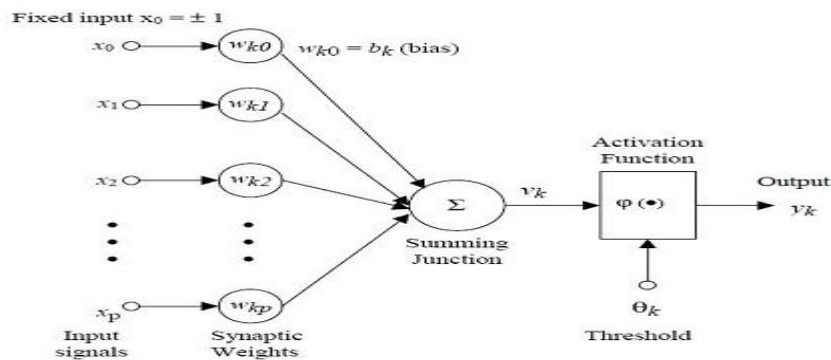 Fixed input x0 = ± 1
x0 wk0 wk0 = bk (bias)
x1 wk1
x2 wk2
Activation
Function
Output
Σ vk φ (•) yk
Summing
Junction
xp wkp
θk
Input
signals
Synaptic
Weights
Threshold